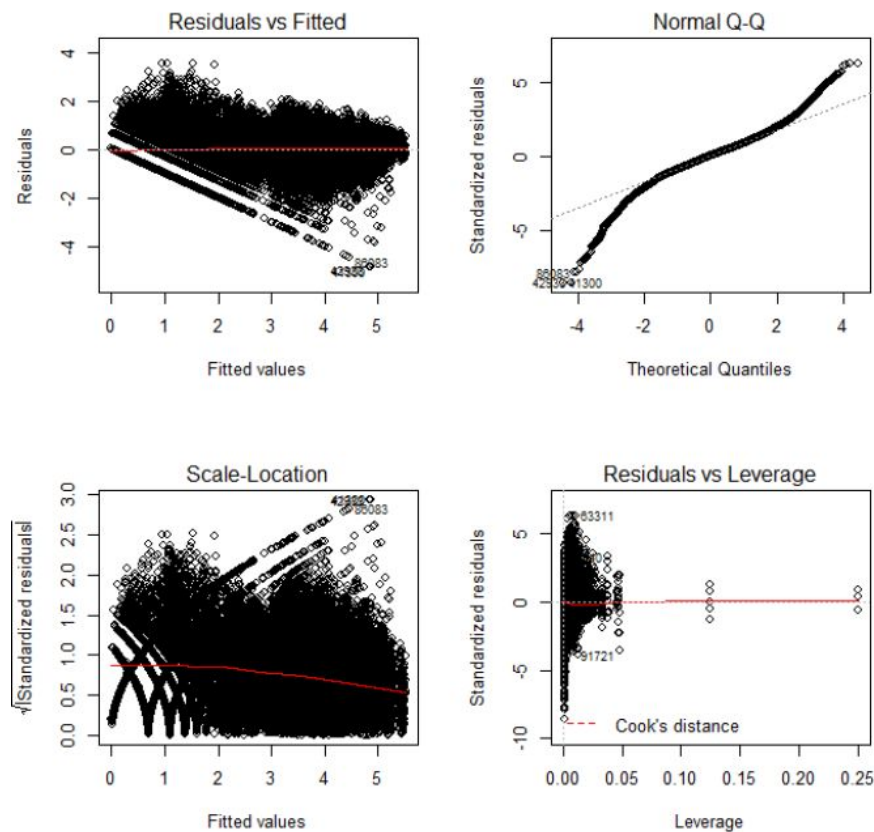 Residuals vs Fitted
Residuals
4
2
0
-2
-4
86083
0 1 2 3 4 5
Fitted values
Normal Q-Q
Standardized residuals
5
0
-5
86083
-4 -2 0 2 4
Theoretical Quantiles
Scale-Location
√|Standardized residuals|
3.0
2.5
2.0
1.5
1.0
0.5
0.0
86083
0 1 2 3 4 5
Fitted values
Residuals vs Leverage
Standardized residuals
5
0
-5
-10
63311
91721
Cook's distance
0.00 0.05 0.10 0.15 0.20 0.25
Leverage